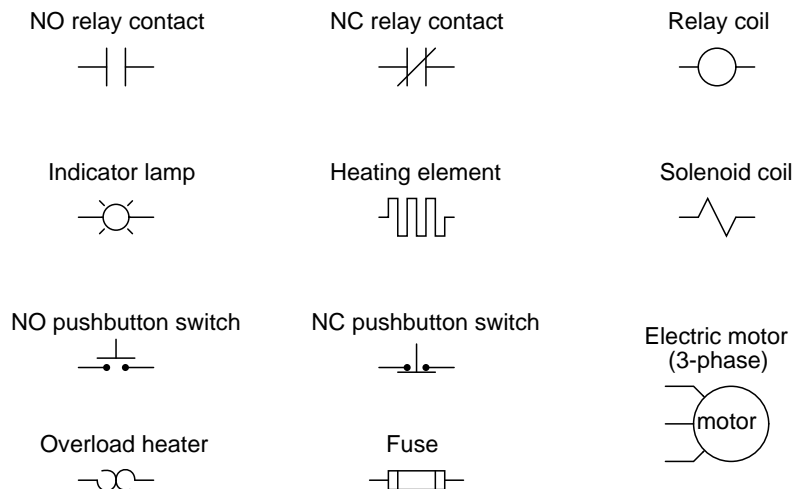 NO relay contact
NC relay contact
Relay coil
Indicator lamp
Heating element
Solenoid coil
NO pushbutton switch
NC pushbutton switch
Electric motor
(3-phase)
motor
Overload heater
Fuse